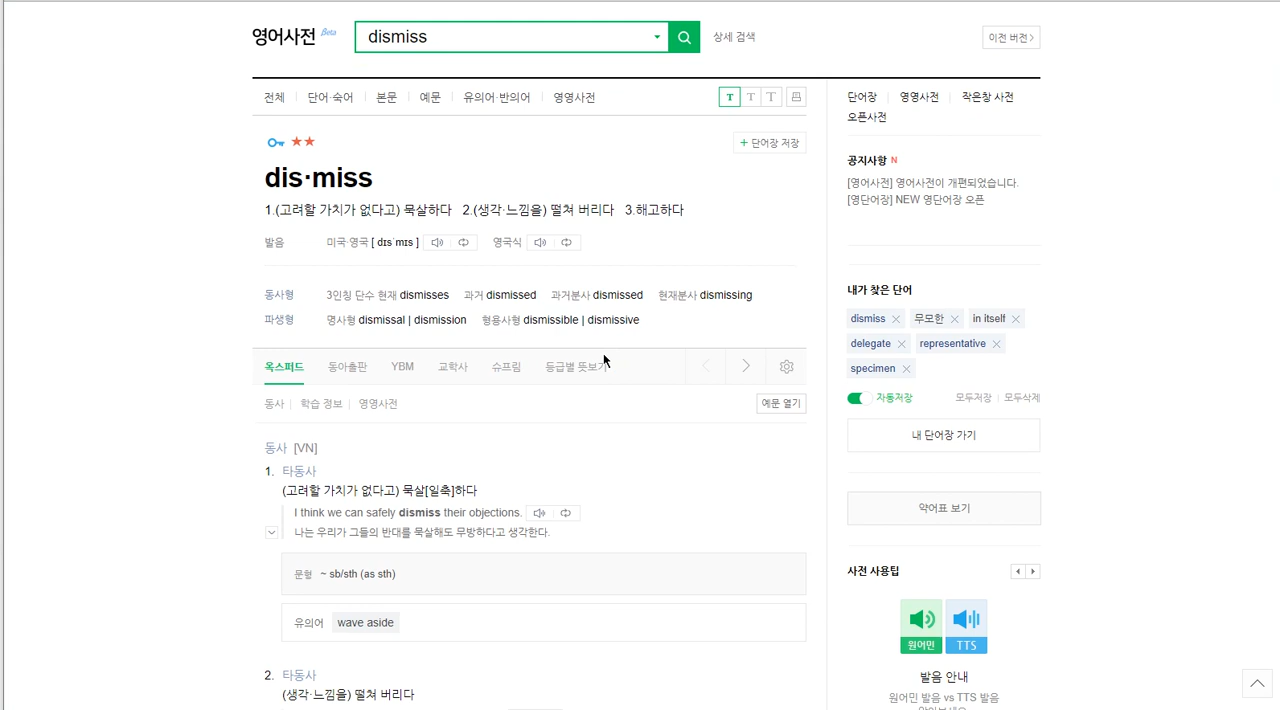 영어사전 Beta
dismiss
상세 검색
이전 버전
전체 단어·숙어 본문 예문 유의어·반의어 영영사전
T T T
단어장 영영사전 작은창 사전
오픈사전
+ 단어장 저장
dis·miss
1.(고려할 가치가 없다고) 묵살하다 2.(생각·느낌을) 떨쳐 버리다 3.해고하다
발음 미국·영국 [ dɪsˈmɪs ] 영국식
동사형 3인칭 단수 현재 dismisses 과거 dismissed 과거분사 dismissed 현재분사 dismissing
파생형 명사형 dismissal | dismission 형용사형 dismissible | dismissive
옥스퍼드 동아출판 YBM 교학사 슈프림 등급별 뜻보기
동사 학습 정보 영영사전
예문 열기
동사 [VN]
1. 타동사
(고려할 가치가 없다고) 묵살[일축]하다
I think we can safely dismiss their objections.
나는 우리가 그들의 반대를 묵살해도 무방하다고 생각한다.
문형 ~ sb/sth (as sth)
유의어 wave aside
2. 타동사
(생각·느낌을) 떨쳐 버리다
공지사항 N
[영어사전] 영어사전이 개편되었습니다.
[영단어장] NEW 영단어장 오픈
내가 찾은 단어
dismiss 무모한 in itself
delegate representative
specimen
자동저장 모두저장 모두삭제
내 단어장 가기
약어표 보기
사전 사용팁
원어민 TTS
발음 안내
원어민 발음 vs TTS 발음